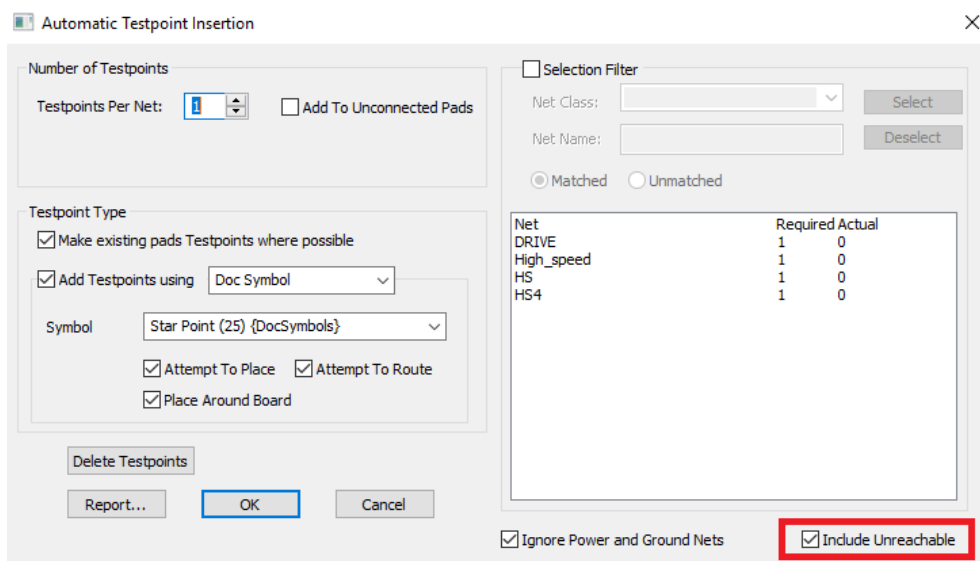 Automatic Testpoint Insertion
Number of Testpoints
Testpoints Per Net: 1 Add To Unconnected Pads
Testpoint Type
Make existing pads Testpoints where possible
Add Testpoints using Doc Symbol
Symbol Star Point (25) {DocSymbols}
Attempt To Place Attempt To Route
Place Around Board
Delete Testpoints
Report... OK Cancel
Selection Filter
Net Class: Select
Net Name: Deselect
Matched Unmatched
Net Required Actual
DRIVE 1 0
High_speed 1 0
HS 1 0
HS4 1 0
Ignore Power and Ground Nets Include Unreachable